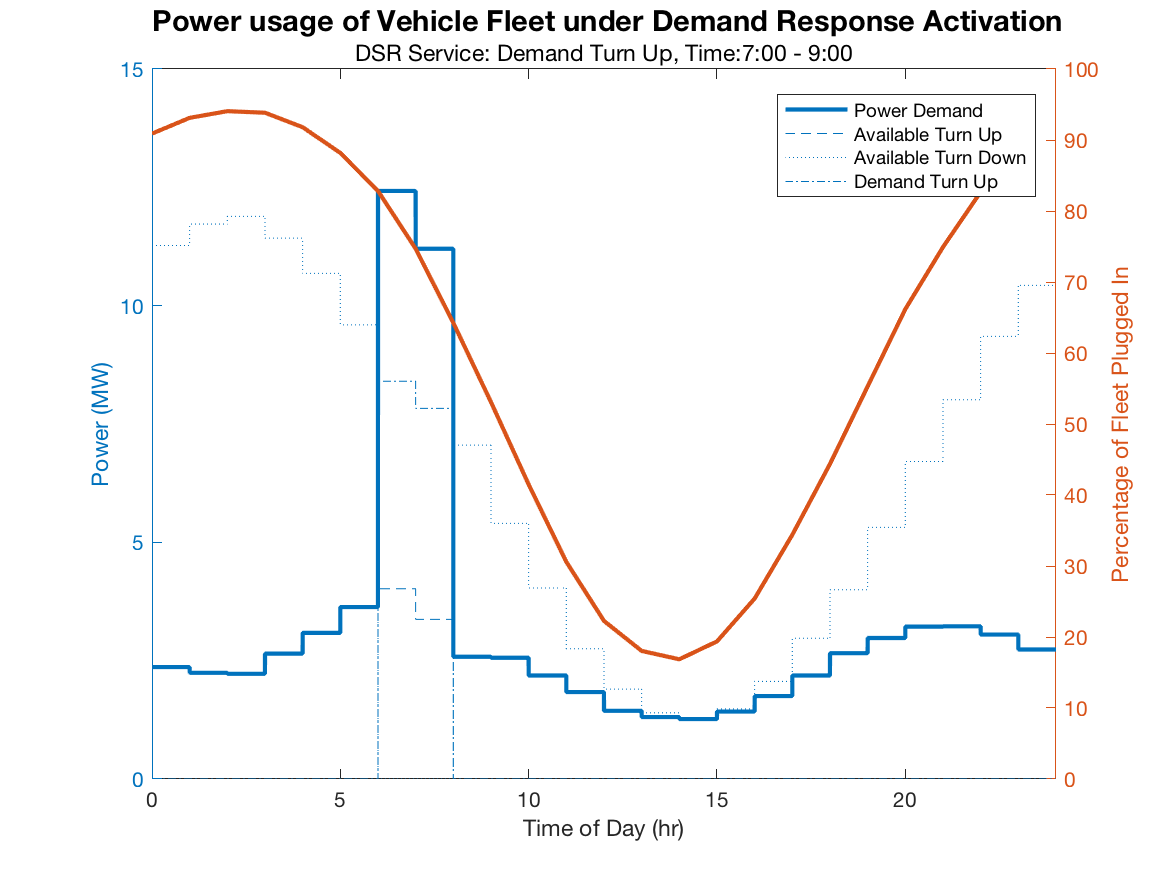 Power usage of Vehicle Fleet under Demand Response Activation
DSR Service: Demand Turn Up, Time:7:00 - 9:00
Power Demand
Available Turn Up
Available Turn Down
Demand Turn Up
15
10
5
0
Power (MW)
100
90
80
70
60
50
40
30
20
10
0
Percentage of Fleet Plugged In
0
5
10
15
20
Time of Day (hr)